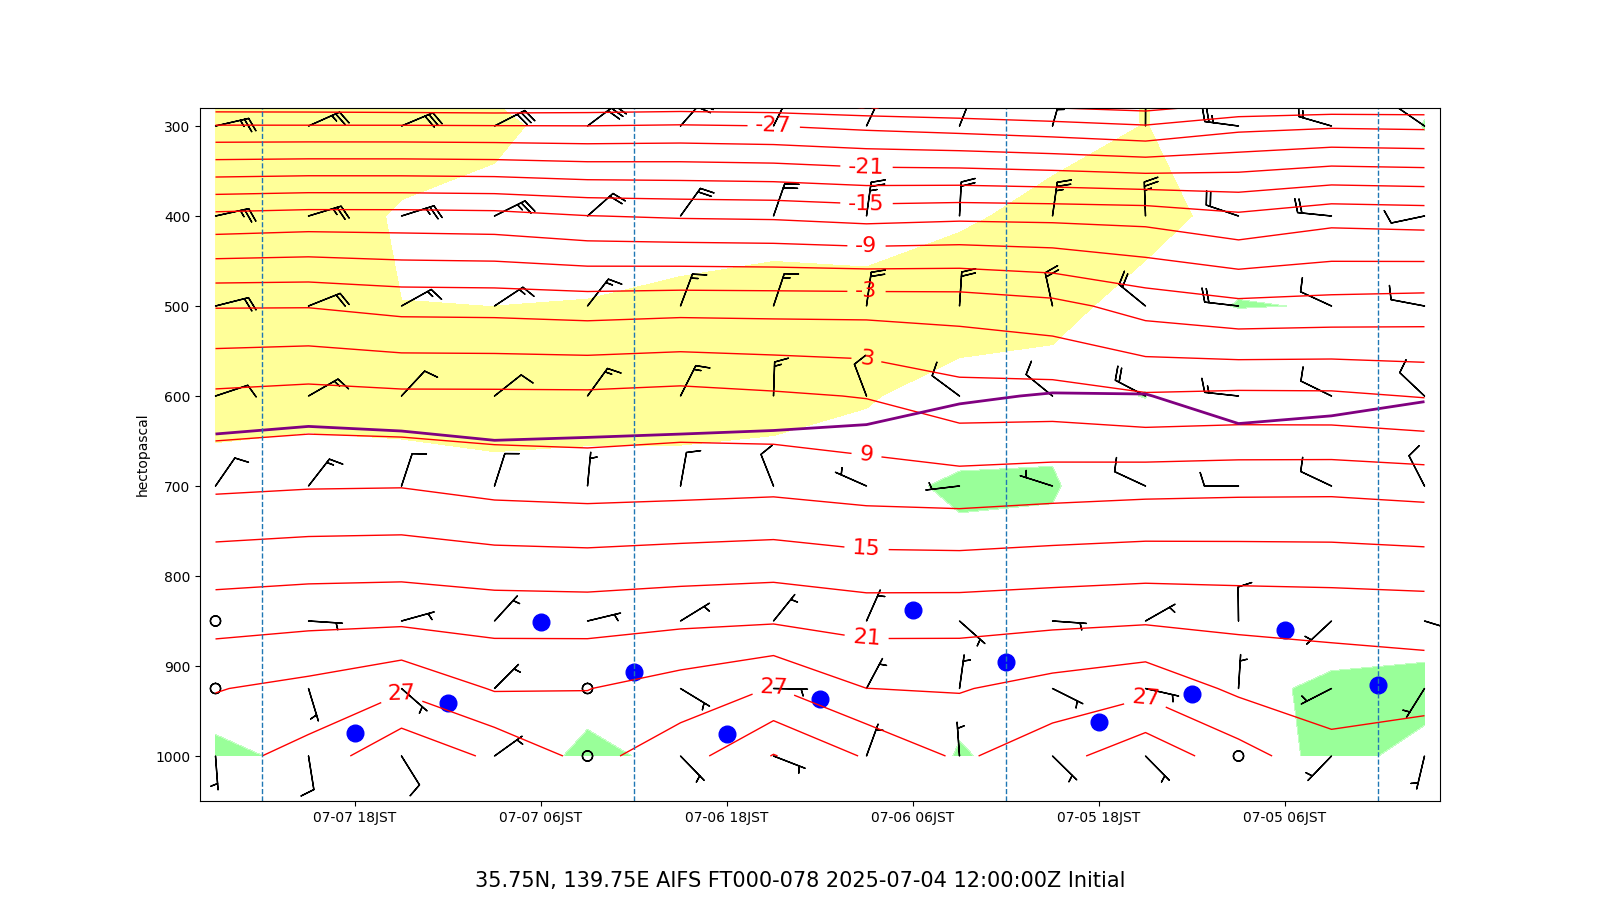 300
400
500
600
700
800
900
1000
hectopascal
-27
-21
-15
-9
-3
3
9
15
21
27
27
27
07-07 18JST
07-07 06JST
07-06 18JST
07-06 06JST
07-05 18JST
07-05 06JST
35.75N, 139.75E AIFS FT000-078 2025-07-04 12:00:00Z Initial